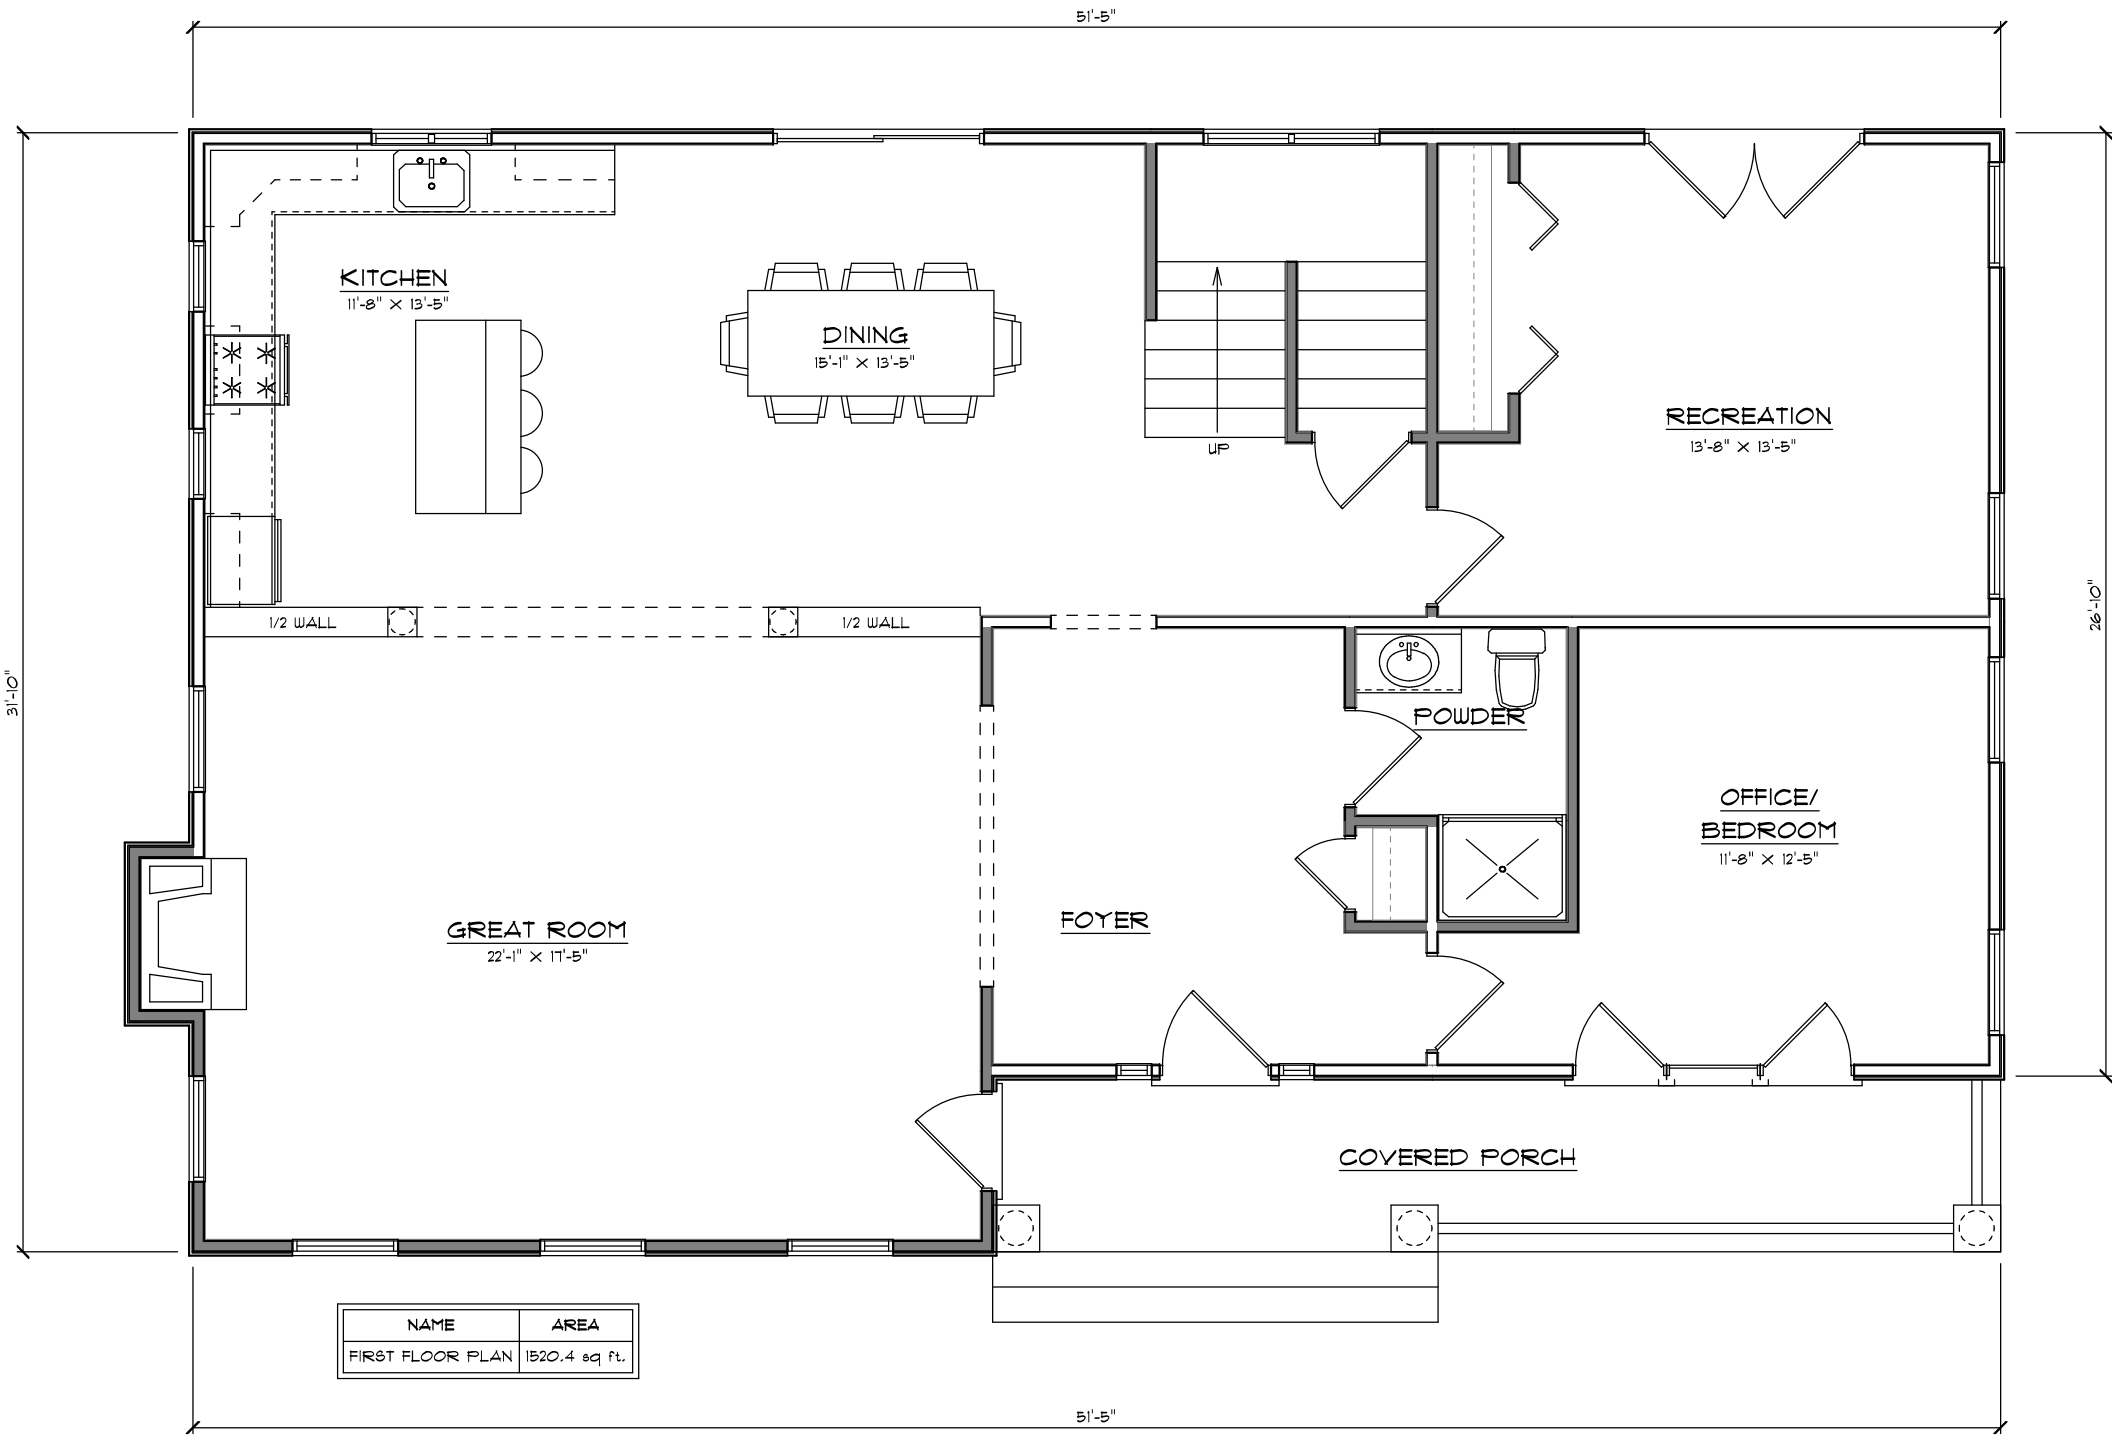 51'-5"
KITCHEN
11'-8" X 13'-5"
DINING
15'-1" X 13'-5"
UP
RECREATION
13'-8" X 13'-5"
1/2 WALL
1/2 WALL
31'-10"
26'-10"
POWDER
OFFICE/
BEDROOM
11'-8" X 12'-5"
GREAT ROOM
22'-1" X 17'-5"
FOYER
COVERED PORCH
NAME AREA
FIRST FLOOR PLAN 1520.4 sq ft.
51'-5"